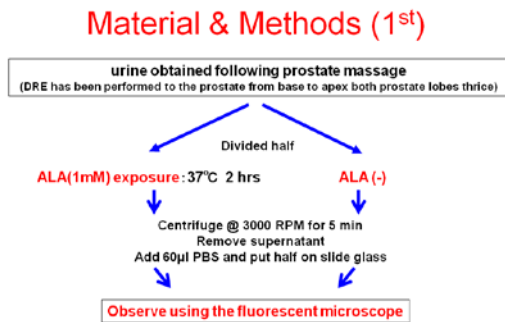 Material & Methods (1st)
urine obtained following prostate massage
(DRE has been performed to the prostate from base to apex both prostate lobes thrice)
Divided half
ALA(1mM) exposure:37℃ 2 hrs
ALA (-)
Centrifuge @ 3000 RPM for 5 min
Remove supernatant
Add 60μl PBS and put half on slide glass
Observe using the fluorescent microscope